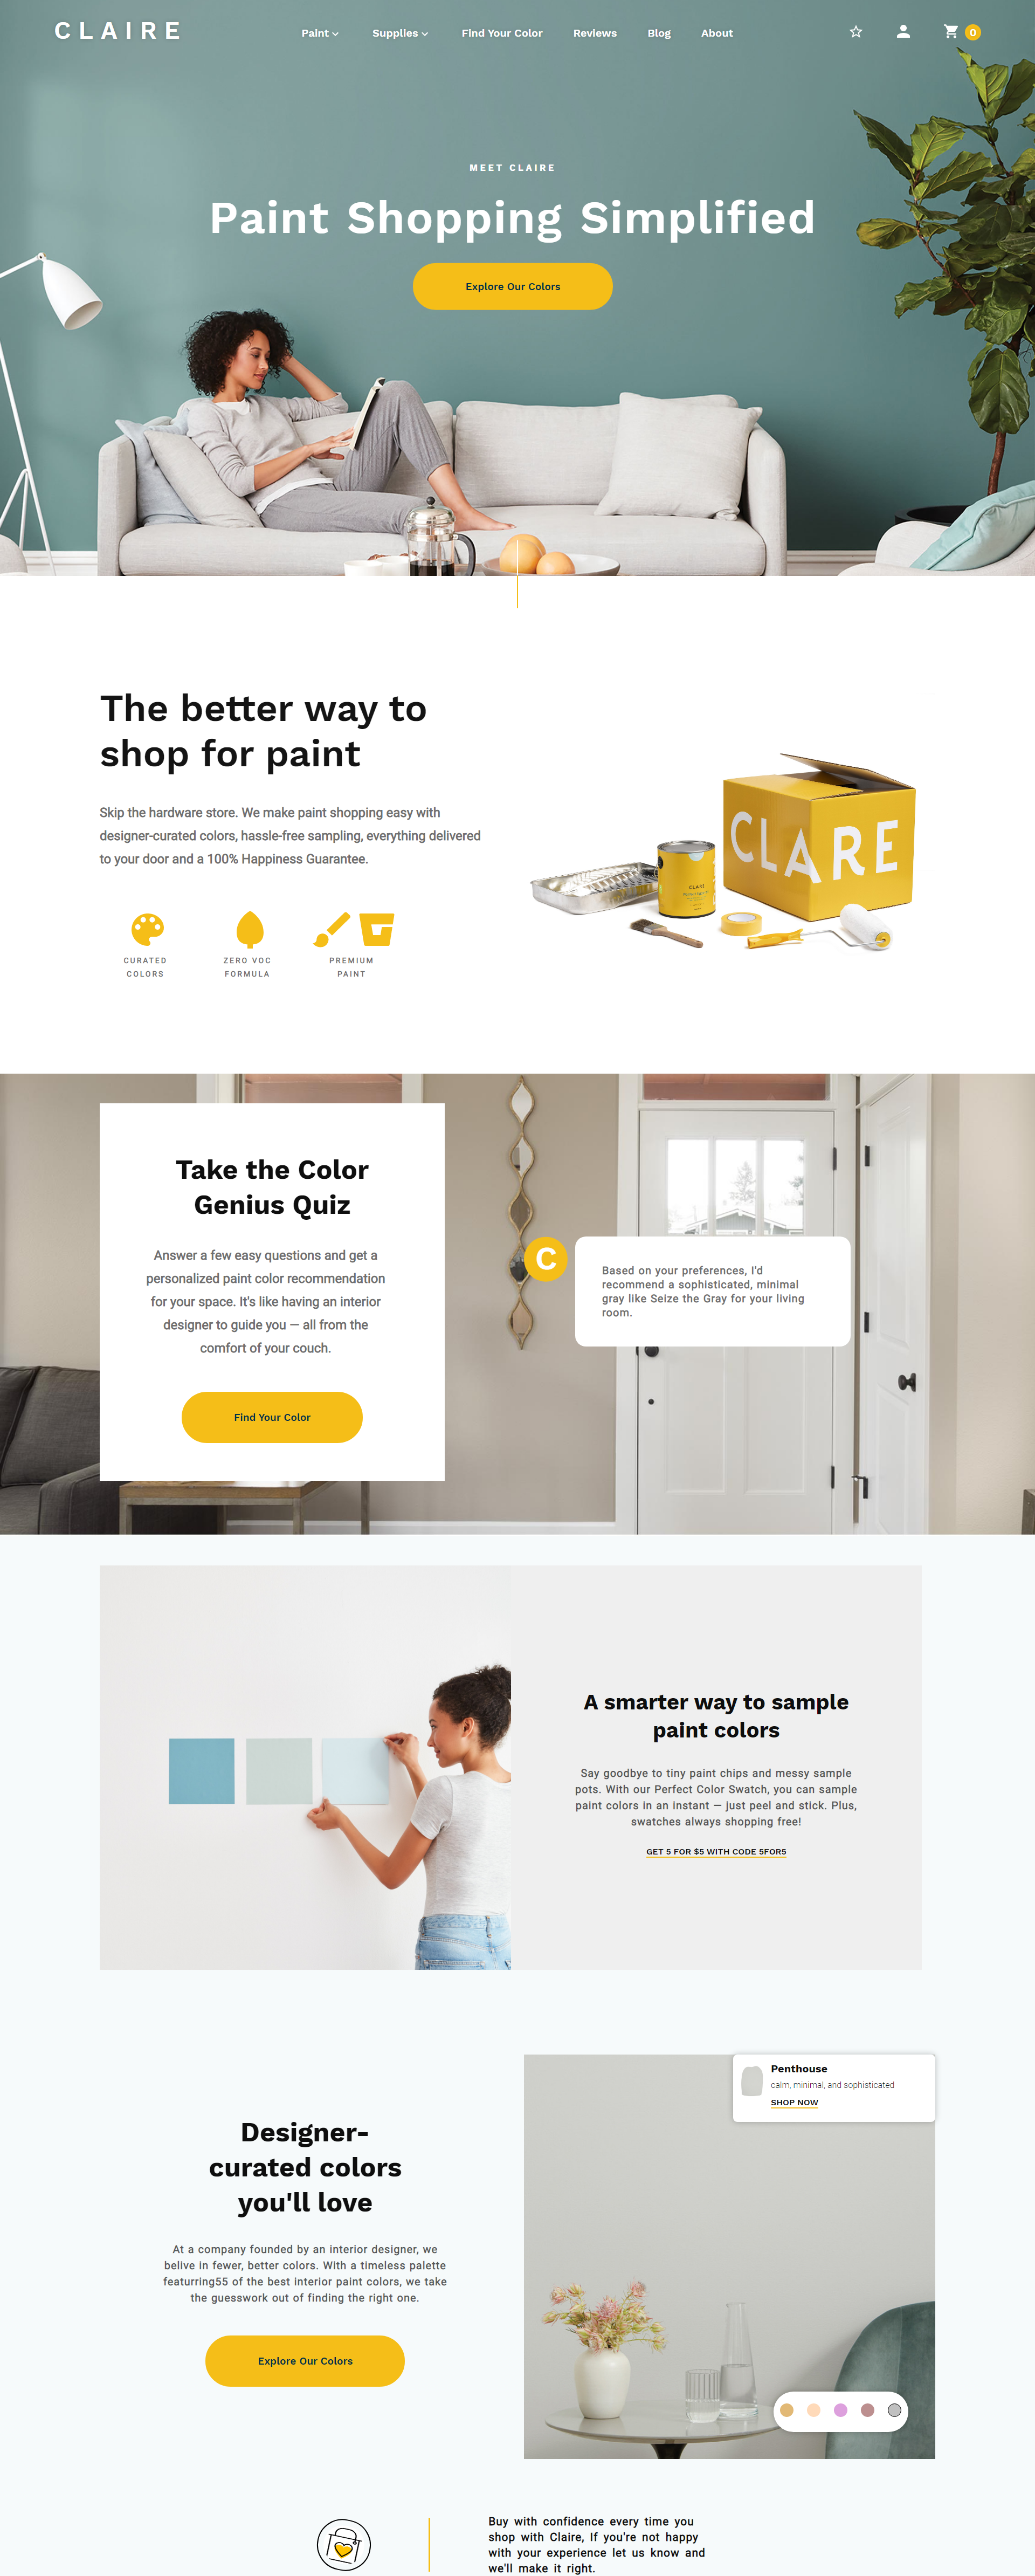 CLAIRE
Paint
Supplies
Find Your Color
Reviews
Blog
About
0
MEET CLAIRE
Paint Shopping Simplified
Explore Our Colors
The better way to
shop for paint
Skip the hardware store. We make paint shopping easy with
designer-curated colors, hassle-free sampling, everything delivered
to your door and a 100% Happiness Guarantee.
CURATED
COLORS
ZERO VOC
FORMULA
PREMIUM
PAINT
CLARE
CLARE
Take the Color
Genius Quiz
Answer a few easy questions and get a
personalized paint color recommendation
for your space. It's like having an interior
designer to guide you — all from the
comfort of your couch.
Find Your Color
C
Based on your preferences, I'd
recommend a sophisticated, minimal
gray like Seize the Gray for your living
room.
A smarter way to sample
paint colors
Say goodbye to tiny paint chips and messy sample
pots. With our Perfect Color Swatch, you can sample
paint colors in an instant — just peel and stick. Plus,
swatches always shopping free!
GET 5 FOR $5 WITH CODE 5FOR5
Designer-
curated colors
you'll love
At a company founded by an interior designer, we
belive in fewer, better colors. With a timeless palette
featurring55 of the best interior paint colors, we take
the guesswork out of finding the right one.
Explore Our Colors
Penthouse
calm, minimal, and sophisticated
SHOP NOW
Buy with confidence every time you
shop with Claire, If you're not happy
with your experience let us know and
we'll make it right.